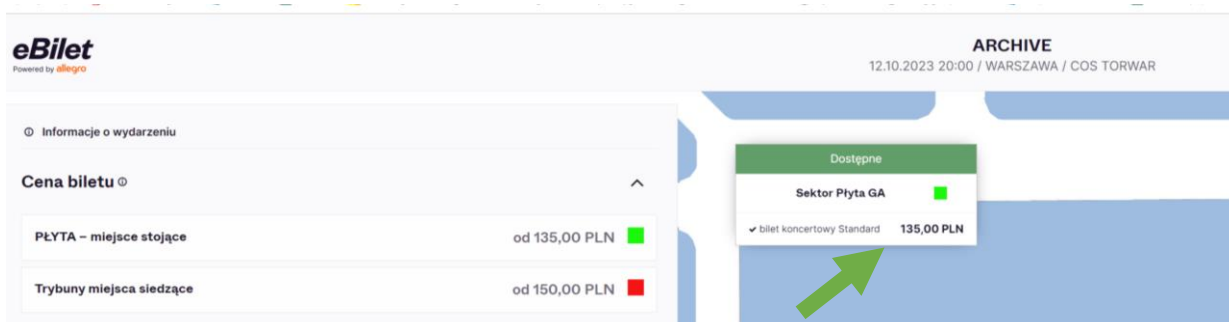 eBilet
Powered by allegro
ARCHIVE
12.10.2023 20:00 / WARSZAWA / COS TORWAR
Informacje o wydarzeniu
Cena biletu
PŁYTA – miejsce stojące od 135,00 PLN
Trybuny miejsca siedzące od 150,00 PLN
Dostępne
Sektor Płyta GA
bilet koncertowy Standard 135,00 PLN